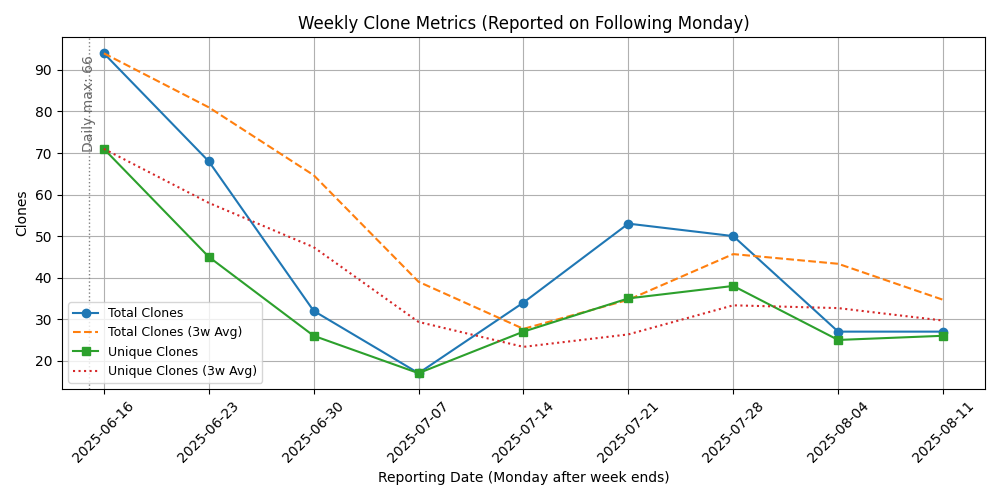 Weekly Clone Metrics (Reported on Following Monday)
Daily max: 66
Clones
90
80
70
60
50
40
30
20
Total Clones
Total Clones (3w Avg)
Unique Clones
Unique Clones (3w Avg)
2025-06-16
2025-06-23
2025-06-30
2025-07-07
2025-07-14
2025-07-21
2025-07-28
2025-08-04
2025-08-11
Reporting Date (Monday after week ends)